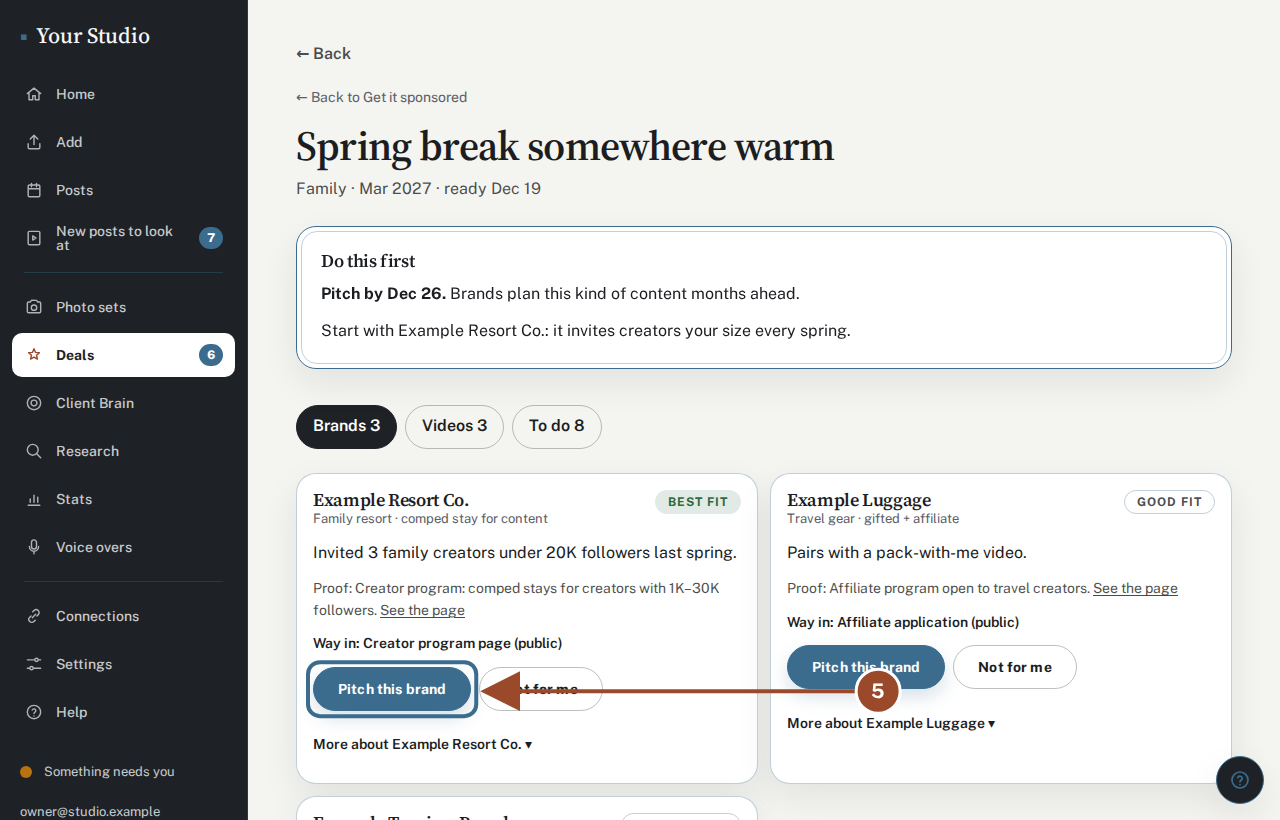 Your Studio
Home
Add
Posts
New posts to look at
7
Photo sets
Deals
6
Client Brain
Research
Stats
Voice overs
Connections
Settings
Help
Something needs you
owner@studio.example
← Back
← Back to Get it sponsored
Spring break somewhere warm
Family · Mar 2027 · ready Dec 19
Do this first
Pitch by Dec 26. Brands plan this kind of content months ahead.
Start with Example Resort Co.: it invites creators your size every spring.
Brands 3
Videos 3
To do 8
Example Resort Co.
BEST FIT
Family resort · comped stay for content
Invited 3 family creators under 20K followers last spring.
Proof: Creator program: comped stays for creators with 1K–30K
followers. See the page
Way in: Creator program page (public)
Pitch this brand
for me
More about Example Resort Co. ▾
Example Luggage
GOOD FIT
Travel gear · gifted + affiliate
Pairs with a pack-with-me video.
Proof: Affiliate program open to travel creators. See the page
Way in: Affiliate application (public)
Pitch this brand
Not for me
5
More about Example Luggage ▾